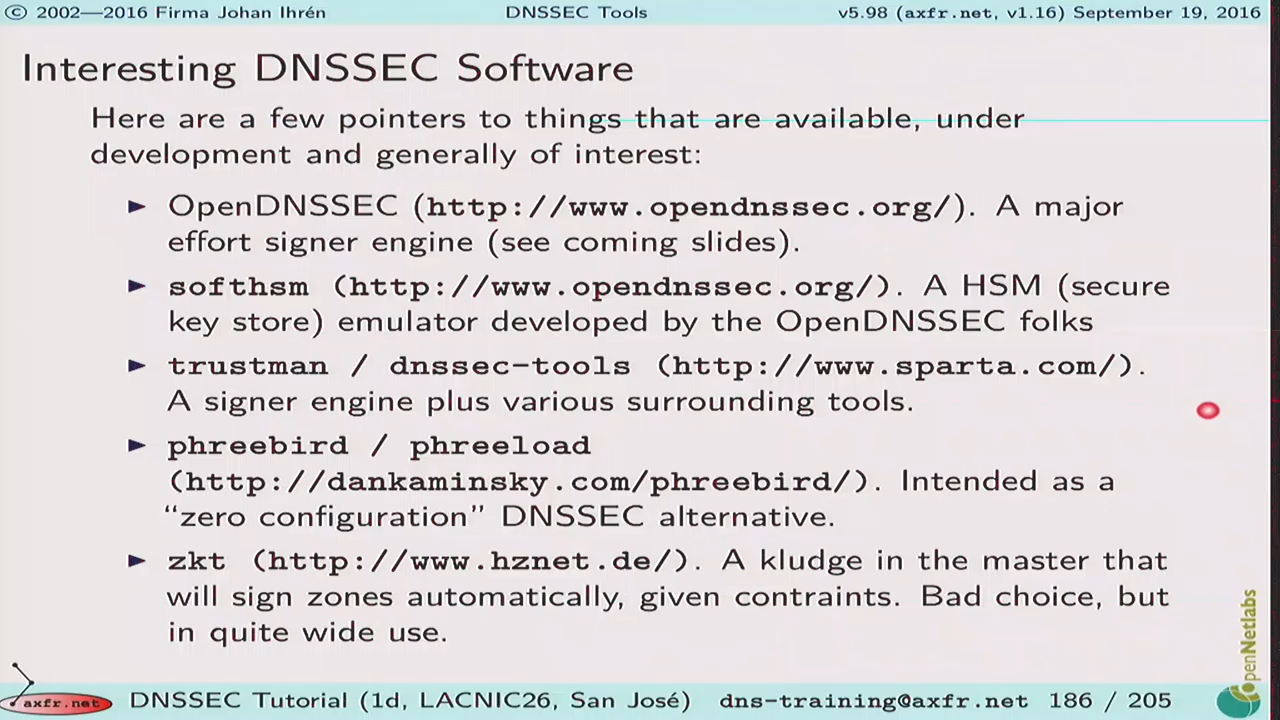 © 2002—2016 Firma Johan Ihrén DNSSEC Tools v5.98 (axfr.net, v1.16) September 19, 2016
Interesting DNSSEC Software
Here are a few pointers to things that are available, under
development and generally of interest:
► OpenDNSSEC (http://www.opendnssec.org/). A major
effort signer engine (see coming slides).
► softhsm (http://www.opendnssec.org/). A HSM (secure
key store) emulator developed by the OpenDNSSEC folks
► trustman / dnssec-tools (http://www.sparta.com/).
A signer engine plus various surrounding tools.
► phreebird / phreeload
(http://dankaminsky.com/phreebird/). Intended as a
“zero configuration” DNSSEC alternative.
► zkt (http://www.hznet.de/). A kludge in the master that
will sign zones automatically, given contraints. Bad choice, but
in quite wide use.
OpenNetlabs
axfr.net DNSSEC Tutorial (1d, LACNIC26, San José) dns-training@axfr.net 186 / 205